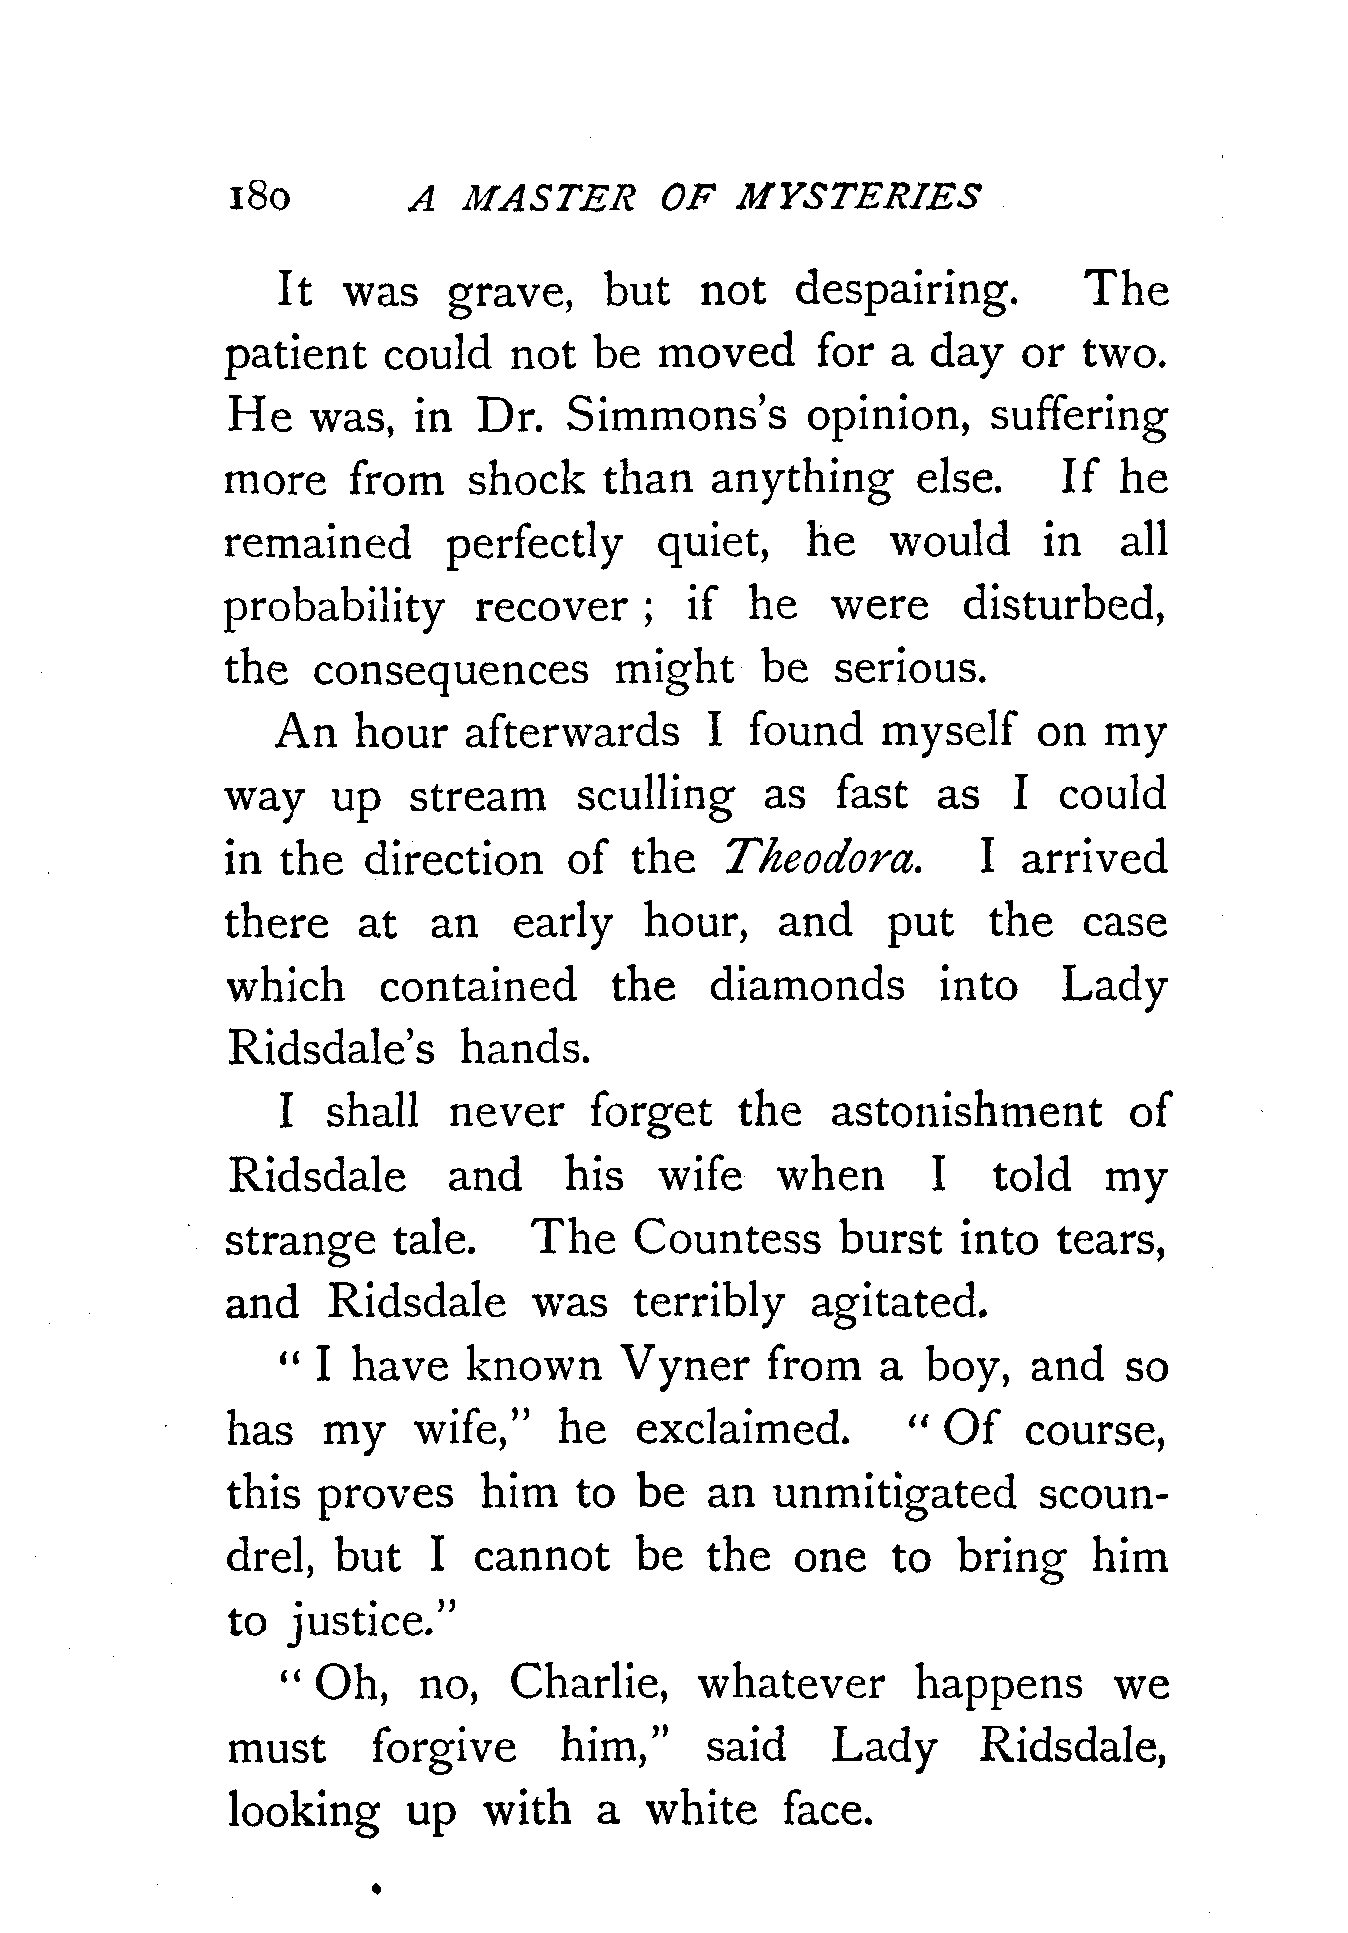 180 A MASTER OF MYSTERIES
It was grave, but not despairing. The
patient could not be moved for a day or two.
He was, in Dr. Simmons's opinion, suffering
more from shock than anything else. If he
remained perfectly quiet, he would in all
probability recover ; if he were disturbed,
the consequences might be serious.
An hour afterwards I found myself on my
way up stream sculling as fast as I could
in the direction of the Theodora. I arrived
there at an early hour, and put the case
which contained the diamonds into Lady
Ridsdale's hands.
I shall never forget the astonishment of
Ridsdale and his wife when I told my
strange tale. The Countess burst into tears,
and Ridsdale was terribly agitated.
" I have known Vyner from a boy, and so
has my wife," he exclaimed. " Of course,
this proves him to be an unmitigated scoun-
drel, but I cannot be the one to bring him
to justice."
" Oh, no, Charlie, whatever happens we
must forgive him," said Lady Ridsdale,
looking up with a white face.